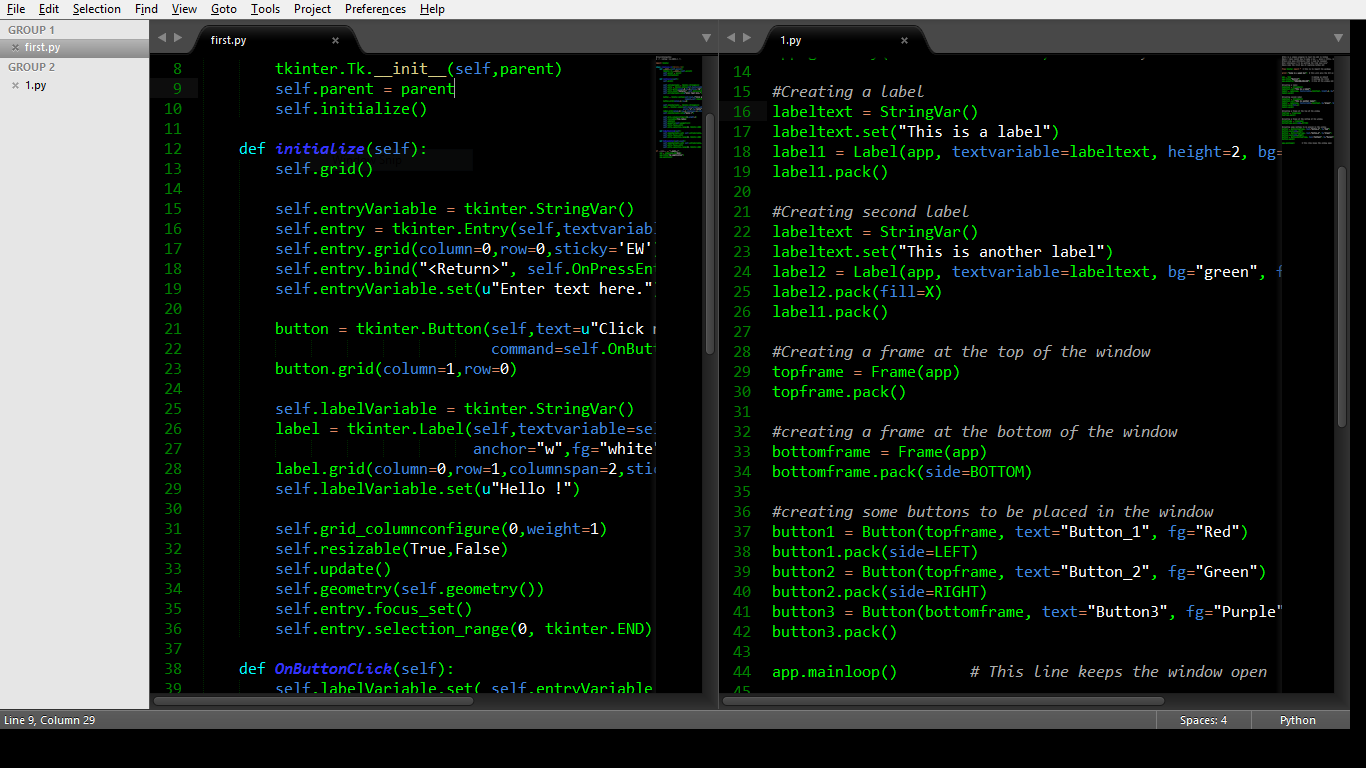 File Edit Selection Find View Goto Tools Project Preferences Help
GROUP 1
first.py
GROUP 2
1.py
first.py
8 tkinter.Tk.__init__(self,parent)
9 self.parent = parent
10 self.initialize()
11
12 def initialize(self):
13 self.grid()
14
15 self.entryVariable = tkinter.StringVar()
16 self.entry = tkinter.Entry(self,textvariabl
17 self.entry.grid(column=0,row=0,sticky='EW'
18 self.entry.bind("<Return>", self.OnPressEnt
19 self.entryVariable.set(u"Enter text here."
20
21 button = tkinter.Button(self,text=u"Click
22 command=self.OnButt
23 button.grid(column=1,row=0)
24
25 self.labelVariable = tkinter.StringVar()
26 label = tkinter.Label(self,textvariable=se
27 anchor="w",fg="white"
28 label.grid(column=0,row=1,columnspan=2,sti
29 self.labelVariable.set(u"Hello !")
30
31 self.grid_columnconfigure(0,weight=1)
32 self.resizable(True,False)
33 self.update()
34 self.geometry(self.geometry())
35 self.entry.focus_set()
36 self.entry.selection_range(0, tkinter.END)
37
38 def OnButtonClick(self):
39 self.labelVariable.set( self.entryVariable
1.py
14
15 #Creating a label
16 labeltext = StringVar()
17 labeltext.set("This is a label")
18 label1 = Label(app, textvariable=labeltext, height=2, bg=
19 label1.pack()
20
21 #Creating second label
22 labeltext = StringVar()
23 labeltext.set("This is another label")
24 label2 = Label(app, textvariable=labeltext, bg="green", f
25 label2.pack(fill=X)
26 label1.pack()
27
28 #Creating a frame at the top of the window
29 topframe = Frame(app)
30 topframe.pack()
31
32 #creating a frame at the bottom of the window
33 bottomframe = Frame(app)
34 bottomframe.pack(side=BOTTOM)
35
36 #creating some buttons to be placed in the window
37 button1 = Button(topframe, text="Button_1", fg="Red")
38 button1.pack(side=LEFT)
39 button2 = Button(topframe, text="Button_2", fg="Green")
40 button2.pack(side=RIGHT)
41 button3 = Button(bottomframe, text="Button3", fg="Purple"
42 button3.pack()
43
44 app.mainloop() # This line keeps the window open
45
Line 9, Column 29
Spaces: 4
Python